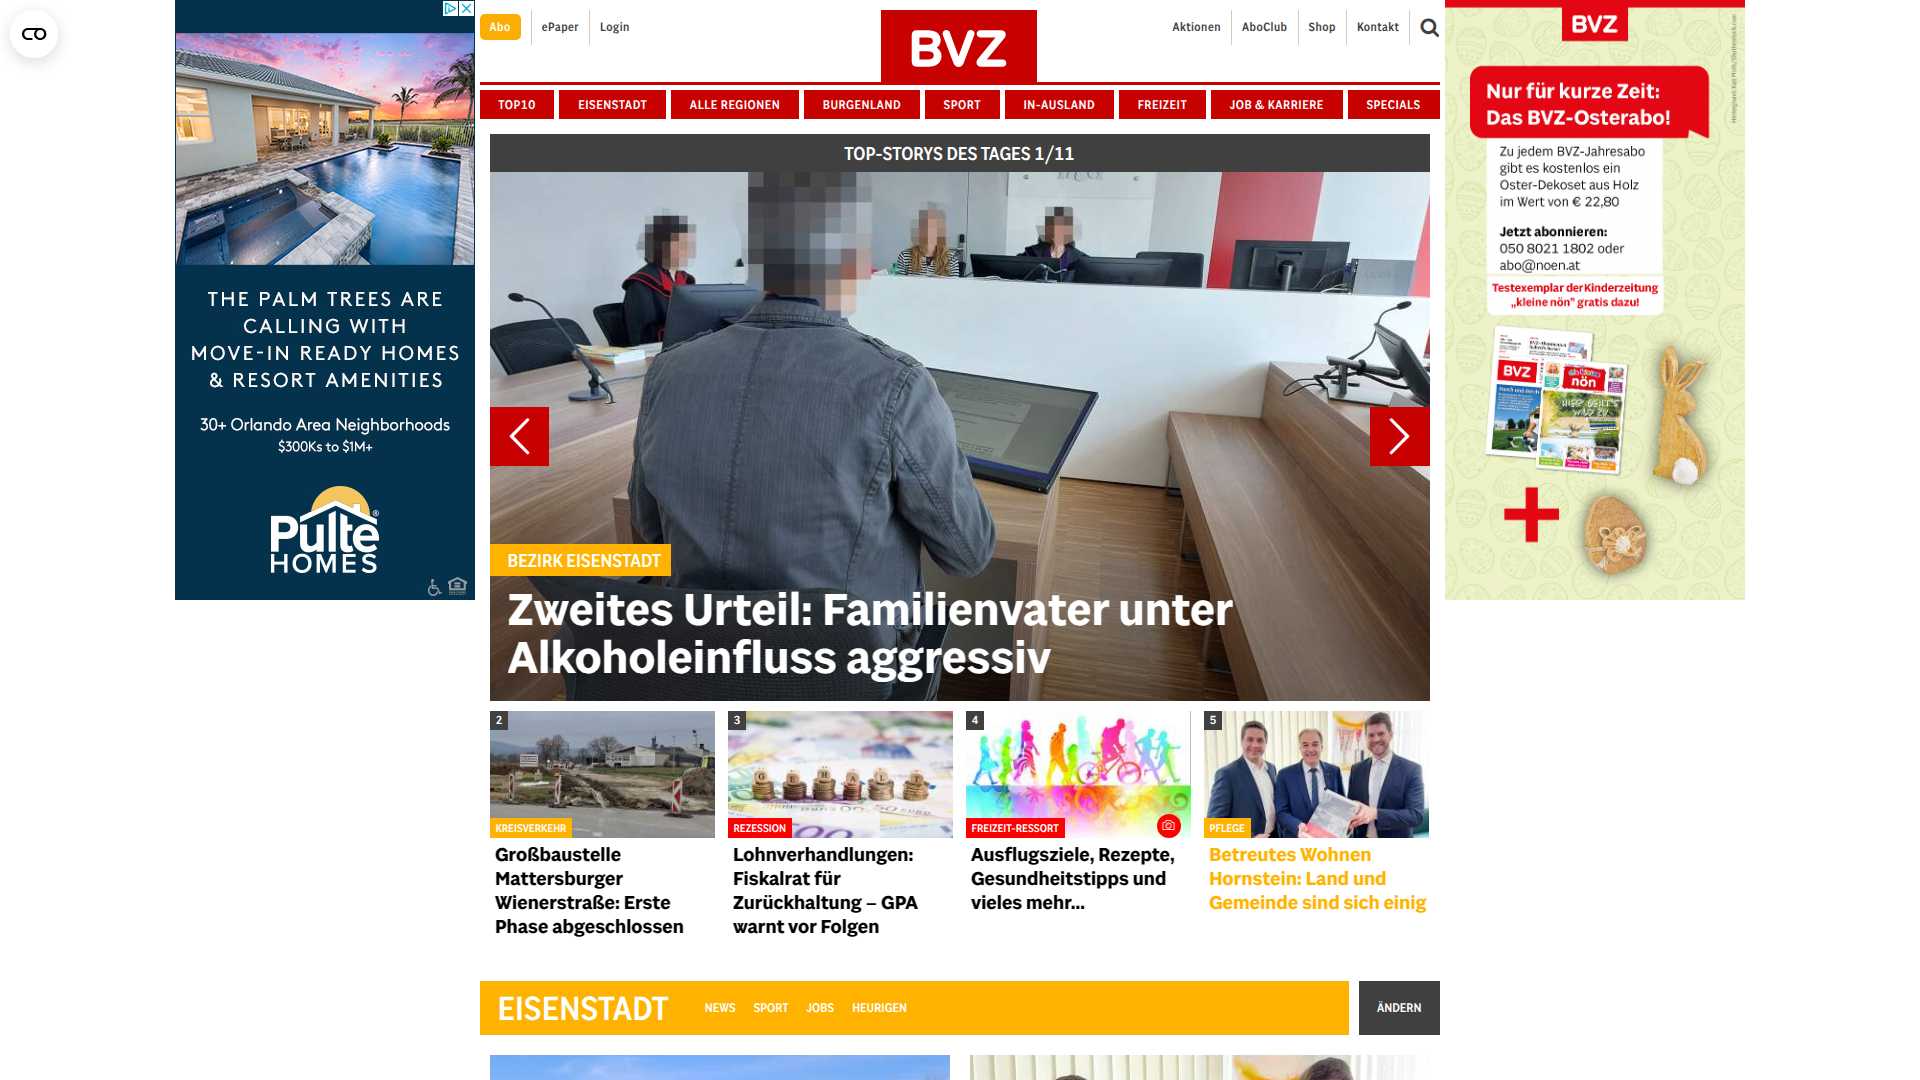 Abo
ePaper
Login
BVZ
Aktionen
AboClub
Shop
Kontakt
TOP10
EISENSTADT
ALLE REGIONEN
BURGENLAND
SPORT
IN-AUSLAND
FREIZEIT
JOB & KARRIERE
SPECIALS
THE PALM TREES ARE
CALLING WITH
MOVE-IN READY HOMES
& RESORT AMENITIES
30+ Orlando Area Neighborhoods
$300Ks to $1M+
Pulte®
HOMES
TOP-STORYS DES TAGES 1/11
BEZIRK EISENSTADT
Zweites Urteil: Familienvater unter
Alkoholeinfluss aggressiv
BVZ
Nur für kurze Zeit:
Das BVZ-Osterabo!
Zu jedem BVZ-Jahresabo
gibt es kostenlos ein
Oster-Dekoset aus Holz
im Wert von € 22,80
Jetzt abonnieren:
050 8021 1802 oder
abo@noen.at
Testexemplar der Kinderzeitung
„kleine nön" gratis dazu!
BVZ
nön
2
KREISVERKEHR
Großbaustelle
Mattersburger
Wienerstraße: Erste
Phase abgeschlossen
3
GEHALT
REZESSION
Lohnverhandlungen:
Fiskalrat für
Zurückhaltung – GPA
warnt vor Folgen
4
FREIZEIT-RESSORT
Ausflugsziele, Rezepte,
Gesundheitstipps und
vieles mehr...
5
PFLEGE
Betreutes Wohnen
Hornstein: Land und
Gemeinde sind sich einig
EISENSTADT
NEWS
SPORT
JOBS
HEURIGEN
ÄNDERN